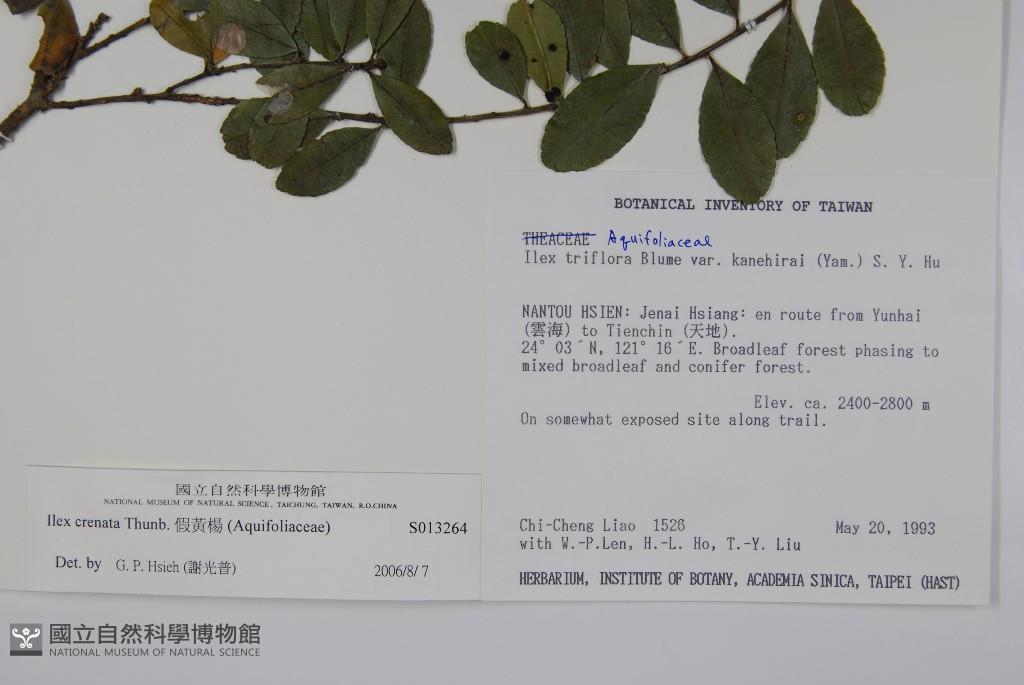 BOTANICAL INVENTORY OF TAIWAN
THEACEAE Aquifoliaceae
Ilex triflora Blume var. kanehirai (Yam.) S. Y. Hu
NANTOU HSIEN: Jenai Hsiang: en route from Yunhai
(雲海) to Tienchin (天地).
24° 03´N, 121° 16´E. Broadleaf forest phasing to
mixed broadleaf and conifer forest.
Elev. ca. 2400-2800 m
On somewhat exposed site along trail.
Chi-Cheng Liao 1526 May 20, 1993
with W.-P.Len, H.-L. Ho, T.-Y. Liu
HERBARIUM, INSTITUTE OF BOTANY, ACADEMIA SINICA, TAIPEI (HAST)
國立自然科學博物館
NATIONAL MUSEUM OF NATURAL SCIENCE, TAICHUNG, TAIWAN, R.O.CHINA
Ilex crenata Thunb. 假黃楊 (Aquifoliaceae) S013264
Det. by G. P. Hsieh (謝光普) 2006/8/7
國立自然科學博物館
NATIONAL MUSEUM OF NATURAL SCIENCE